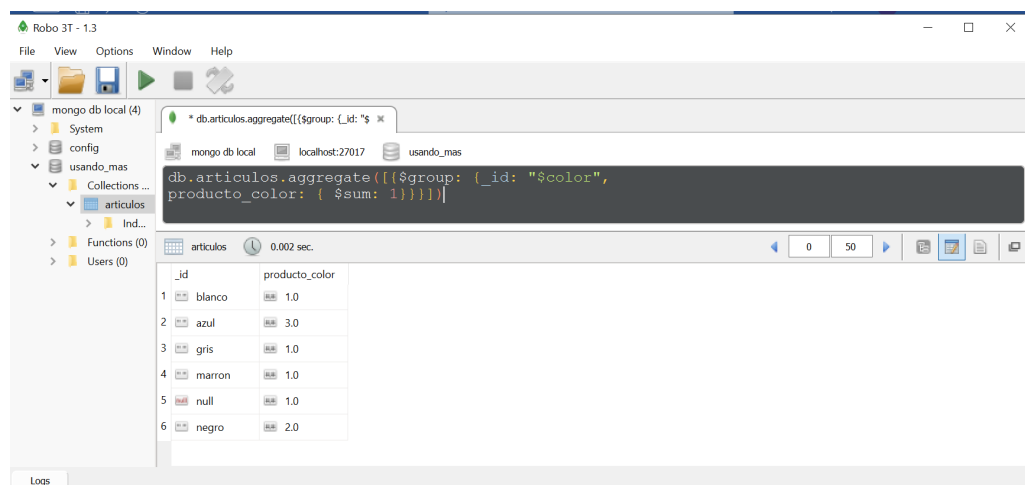 Robo 3T - 1.3
File View Options Window Help
mongo db local (4)
System
config
usando_mas
Collections ...
articulos
Ind...
Functions (0)
Users (0)
* db.articulos.aggregate([{$group: {_id: "$
mongo db local localhost:27017 usando_mas
db.articulos.aggregate([{$group: {_id: "$color",
producto_color: { $sum: 1}}}])
articulos 0.002 sec. 0 50
_id producto_color
1 blanco 1.0
2 azul 3.0
3 gris 1.0
4 marron 1.0
5 null 1.0
6 negro 2.0
Logs